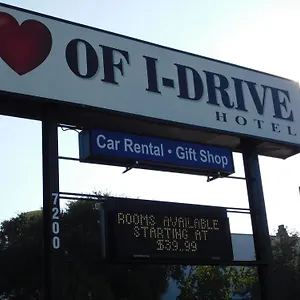 OF I-DRIVE
HOTEL
Car Rental • Gift Shop
7200
ROOMS AVAILABLE
STARTING AT
$39.99